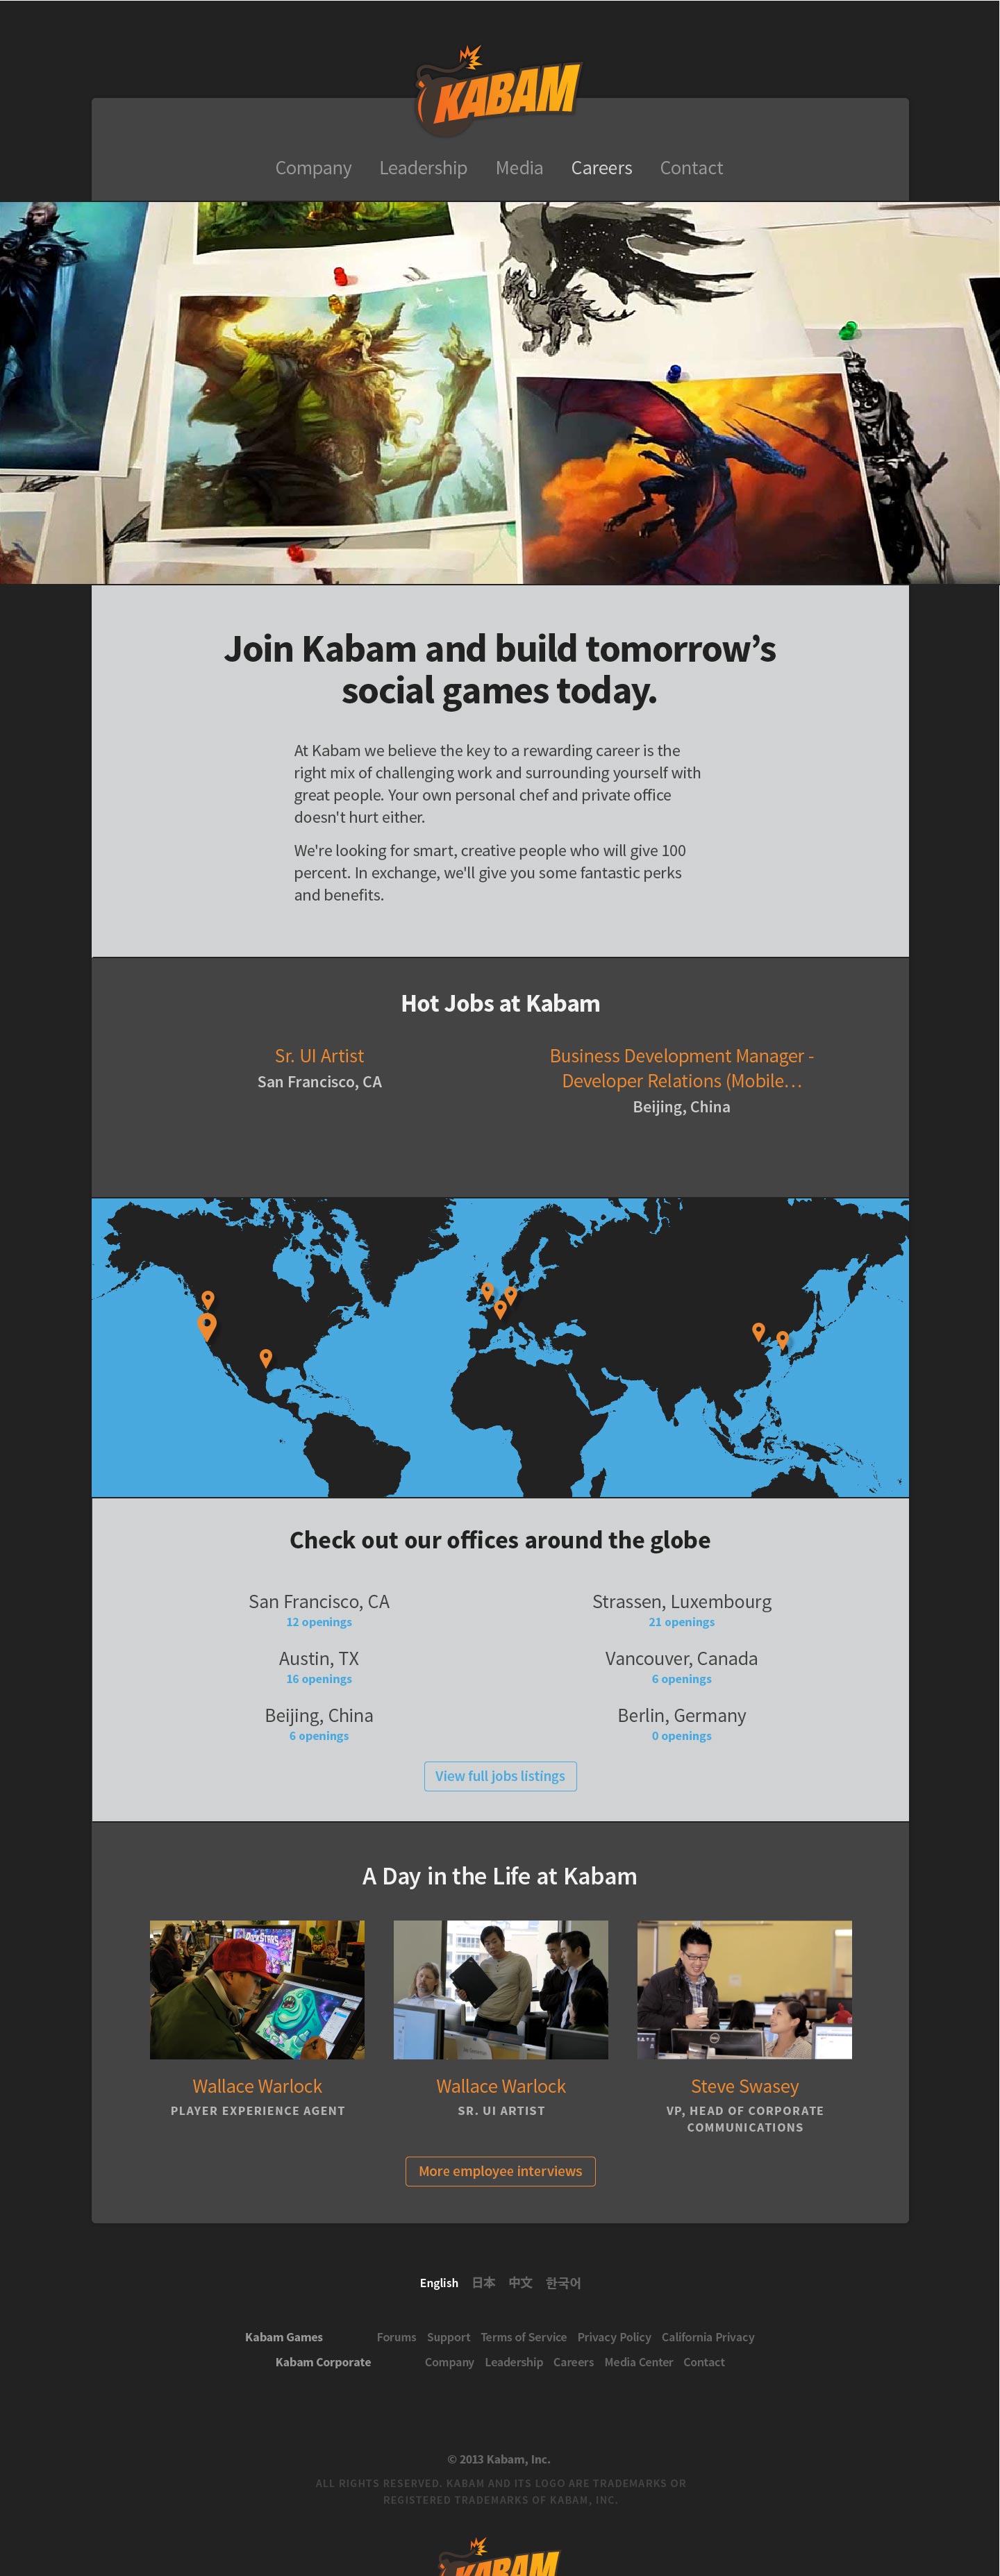 KABAM
Company Leadership Media Careers Contact
Join Kabam and build tomorrow’s
social games today.
At Kabam we believe the key to a rewarding career is the
right mix of challenging work and surrounding yourself with
great people. Your own personal chef and private office
doesn't hurt either.
We're looking for smart, creative people who will give 100
percent. In exchange, we'll give you some fantastic perks
and benefits.
Hot Jobs at Kabam
Sr. UI Artist
San Francisco, CA
Business Development Manager -
Developer Relations (Mobile…
Beijing, China
Check out our offices around the globe
San Francisco, CA
12 openings
Strassen, Luxembourg
21 openings
Austin, TX
16 openings
Vancouver, Canada
6 openings
Beijing, China
6 openings
Berlin, Germany
0 openings
View full jobs listings
A Day in the Life at Kabam
Wallace Warlock
PLAYER EXPERIENCE AGENT
Wallace Warlock
SR. UI ARTIST
Steve Swasey
VP, HEAD OF CORPORATE
COMMUNICATIONS
More employee interviews
English 日本 中文 한국어
Kabam Games Forums Support Terms of Service Privacy Policy California Privacy
Kabam Corporate Company Leadership Careers Media Center Contact
© 2013 Kabam, Inc.
ALL RIGHTS RESERVED. KABAM AND ITS LOGO ARE TRADEMARKS OR
REGISTERED TRADEMARKS OF KABAM, INC.
KABAM